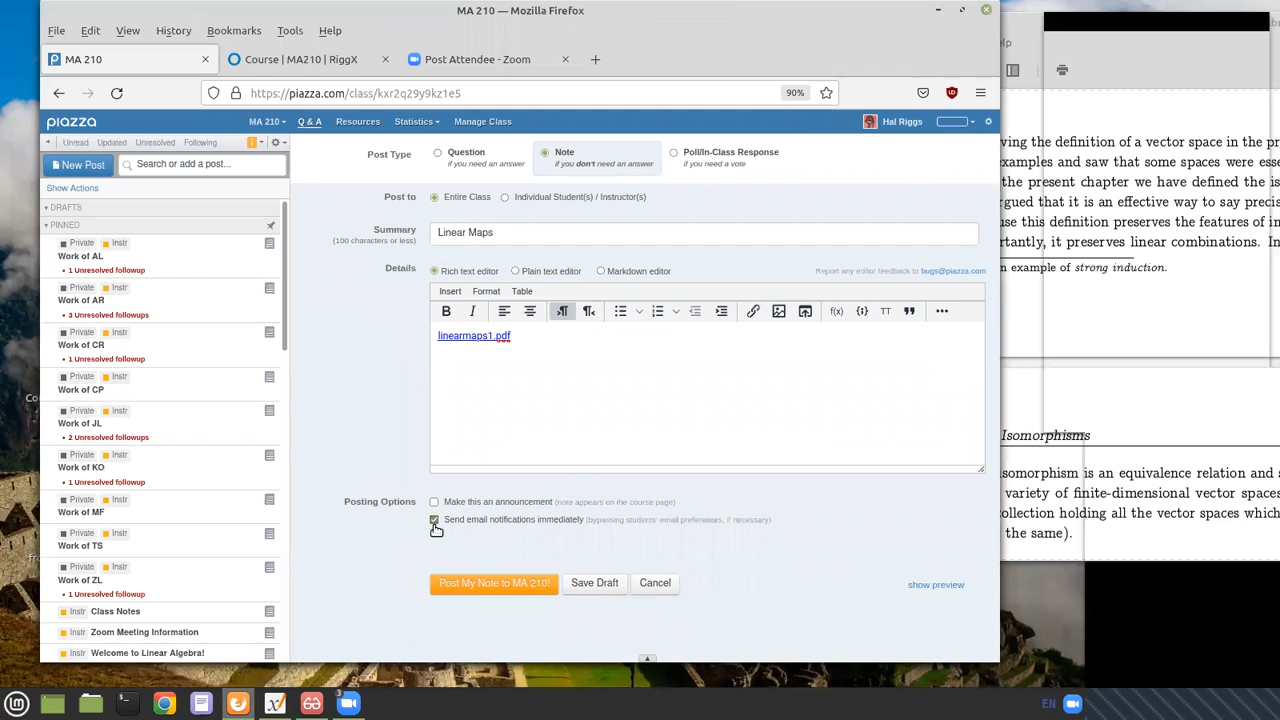 MA 210 — Mozilla Firefox
File Edit View History Bookmarks Tools Help
MA 210
Course | MA210 | RiggX
Post Attendee - Zoom
https://piazza.com/class/kxr2q29y9kz1e5
90%
piazza
MA 210
Q & A
Resources
Statistics
Manage Class
Hal Riggs
Unread Updated Unresolved Following
New Post
Search or add a post...
Show Actions
DRAFTS
PINNED
Private Instr
Work of AL
• 1 Unresolved followup
Private Instr
Work of AR
• 3 Unresolved followups
Private Instr
Work of CR
• 1 Unresolved followup
Private Instr
Work of CP
Private Instr
Work of JL
• 2 Unresolved followups
Private Instr
Work of KO
• 1 Unresolved followup
Private Instr
Work of MF
Private Instr
Work of TS
Private Instr
Work of ZL
• 1 Unresolved followup
Instr Class Notes
Instr Zoom Meeting Information
Instr Welcome to Linear Algebra!
Post Type
Question
if you need an answer
Note
if you don't need an answer
Poll/In-Class Response
if you need a vote
Post to
Entire Class
Individual Student(s) / Instructor(s)
Summary
(100 characters or less)
Linear Maps
Details
Rich text editor
Plain text editor
Markdown editor
Report any editor feedback to bugs@piazza.com
Insert Format Table
linearmaps1.pdf
Posting Options
Make this an announcement (note appears on the course page)
Send email notifications immediately (bypassing students' email preferences, if necessary)
Post My Note to MA 210!
Save Draft
Cancel
show preview
ving the definition of a vector space in the pr
xamples and saw that some spaces were esse
the present chapter we have defined the is
rgued that it is an effective way to say precis
use this definition preserves the features of in
rtantly, it preserves linear combinations. In
n example of strong induction.
Isomorphisms
somorphism is an equivalence relation and s
variety of finite-dimensional vector spaces
ollection holding all the vector spaces which
the same).
EN